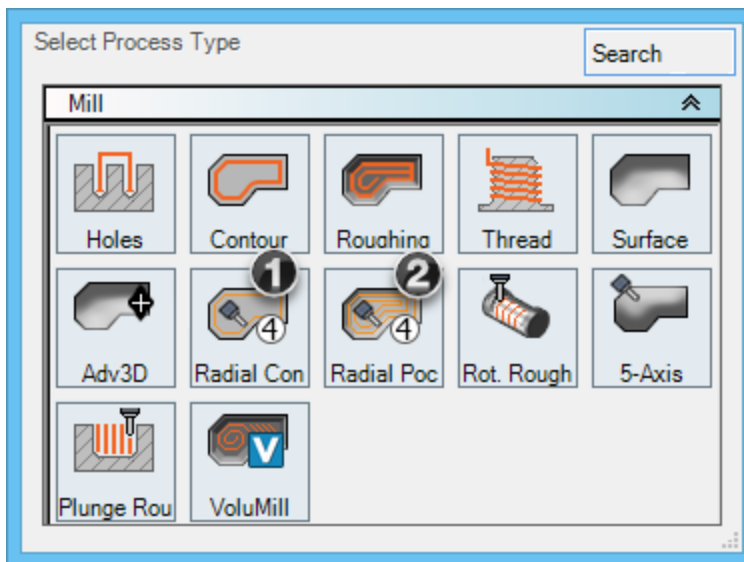 Select Process Type
Search
Mill
Holes Contour Roughing Thread Surface
1 2
4 4
Adv3D Radial Con Radial Poc Rot. Rough 5-Axis
V
Plunge Rou VoluMill